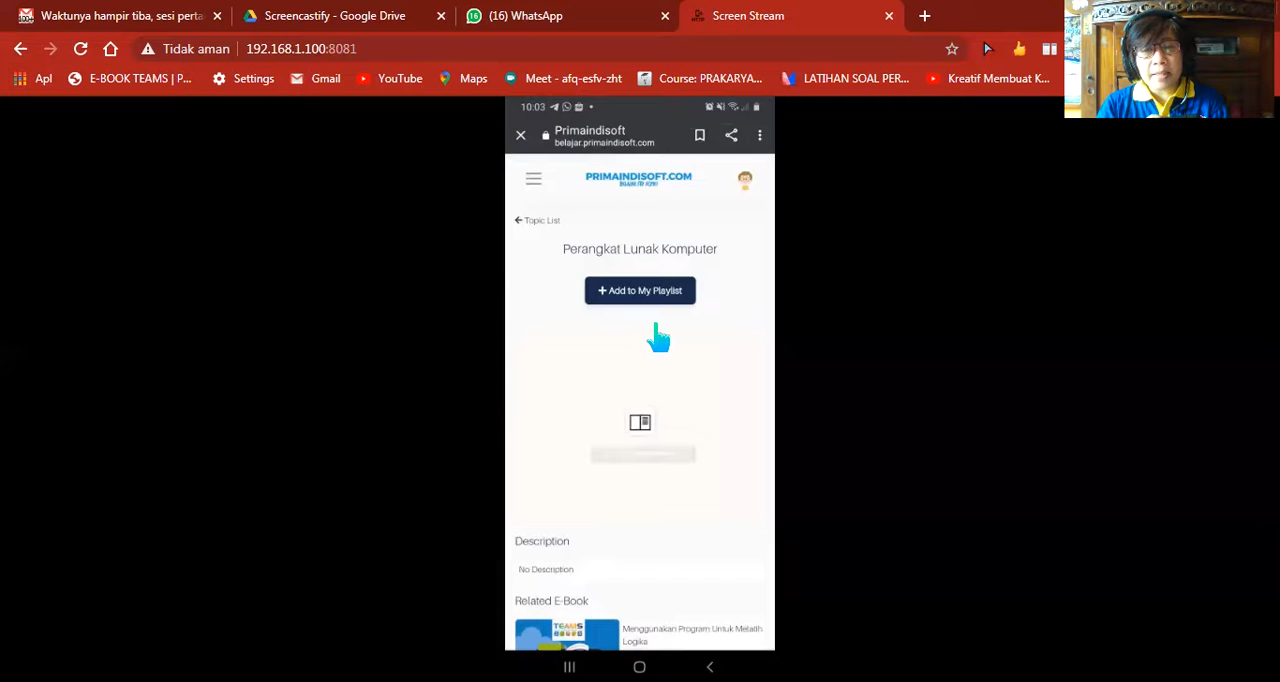 Waktunya hampir tiba, sesi perta
Screencastify - Google Drive
(16) WhatsApp
Screen Stream
Tidak aman
192.168.1.100:8081
Apl
E-BOOK TEAMS | P...
Settings
Gmail
YouTube
Maps
Meet - afq-esfv-zht
Course: PRAKARYA...
LATIHAN SOAL PER...
Kreatif Membuat K...
10:03
Primaindisoft
belajar.primaindisoft.com
PRIMAINDISOFT.COM
Topic List
Perangkat Lunak Komputer
+ Add to My Playlist
Description
No Description
Related E-Book
TEAMS
Menggunakan Program Untuk Melatih
Logika